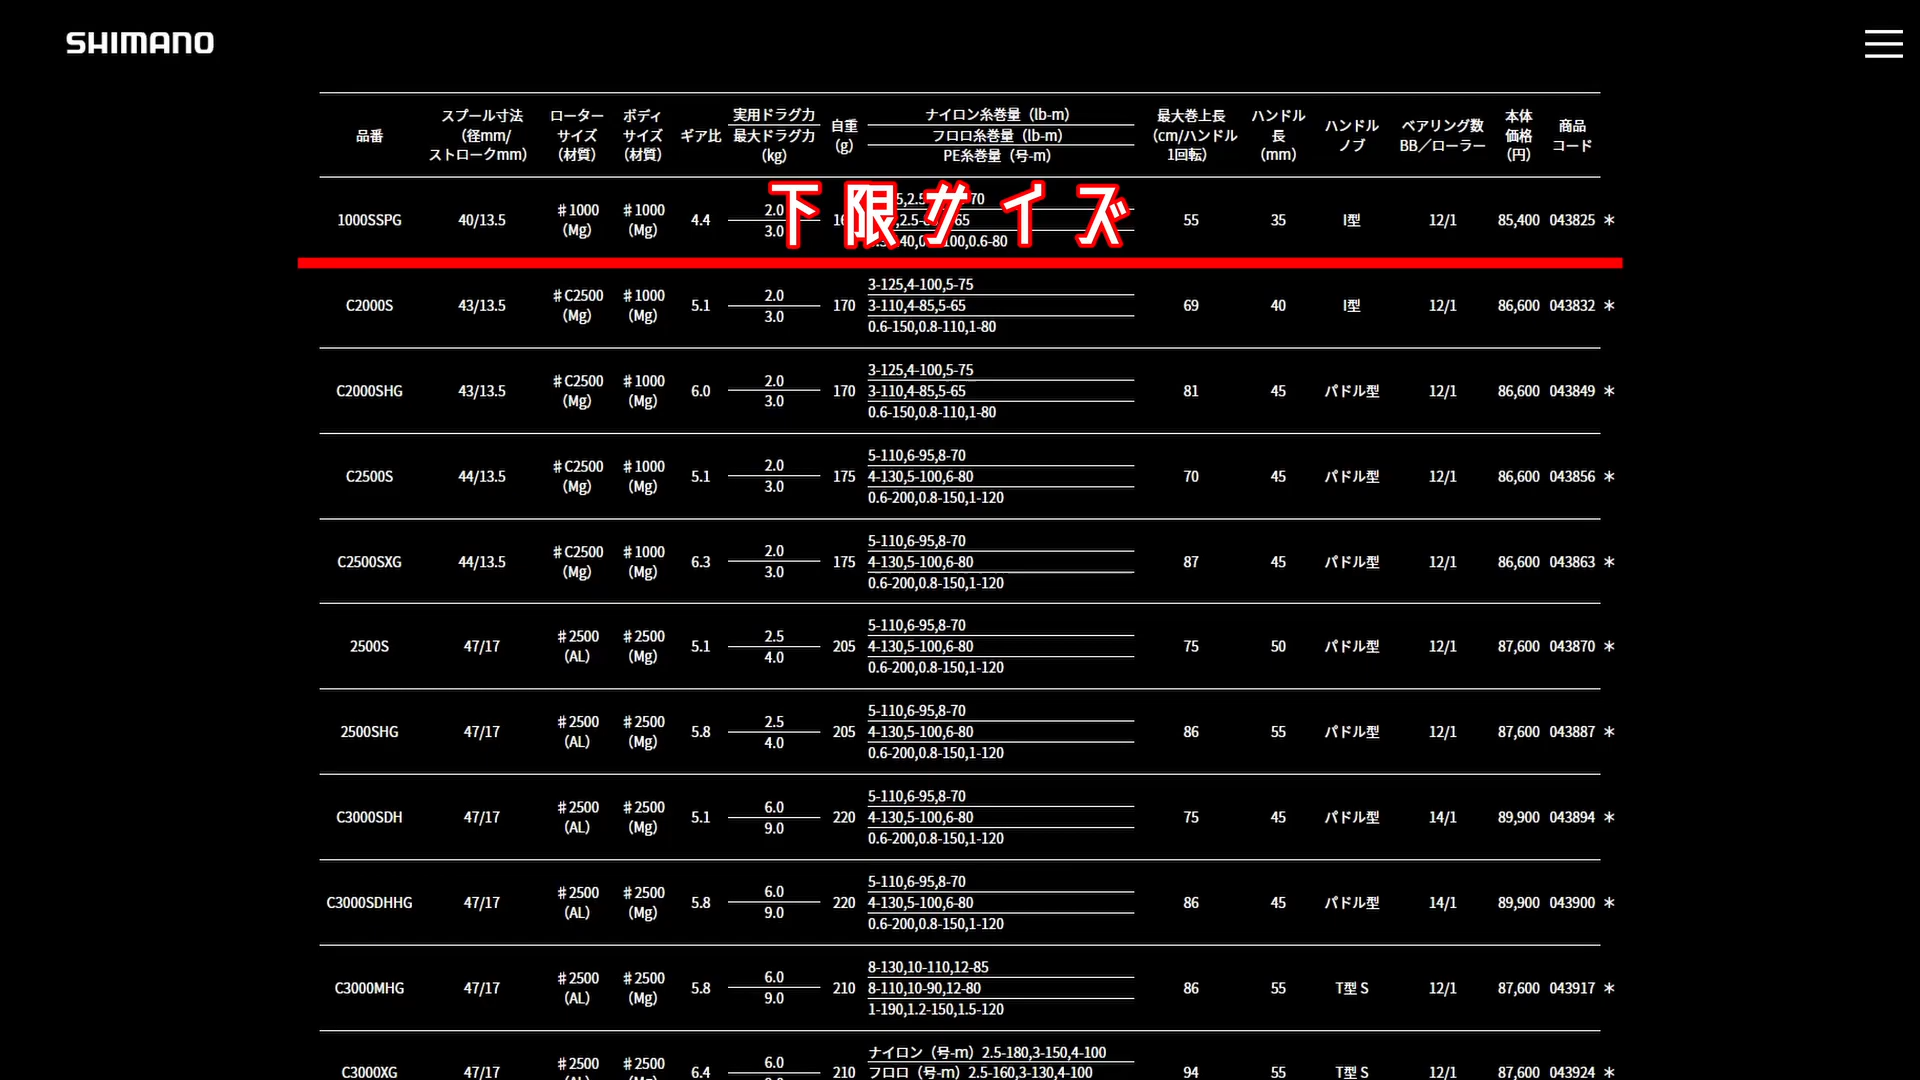 SHIMANO
品番 スプール寸法（径mm/ストロークmm） ローターサイズ（材質） ボディサイズ（材質） ギア比 実用ドラグ力 最大ドラグ力（kg） 自重（g） ナイロン糸巻量（lb-m） フロロ糸巻量（lb-m） PE糸巻量（号-m） 最大巻上長（cm/ハンドル1回転） ハンドル長（mm） ハンドルノブ ベアリング数BB／ローラー 本体価格（円） 商品コード
下限サイズ
1000SSPG 40/13.5 ♯1000（Mg） ♯1000（Mg） 4.4 2.0 3.0 55 35 I型 12/1 85,400 043825 ＊
C2000S 43/13.5 ♯C2500（Mg） ♯1000（Mg） 5.1 2.0 3.0 170 3-125,4-100,5-75 3-110,4-85,5-65 0.6-150,0.8-110,1-80 69 40 I型 12/1 86,600 043832 ＊
C2000SHG 43/13.5 ♯C2500（Mg） ♯1000（Mg） 6.0 2.0 3.0 170 3-125,4-100,5-75 3-110,4-85,5-65 0.6-150,0.8-110,1-80 81 45 パドル型 12/1 86,600 043849 ＊
C2500S 44/13.5 ♯C2500（Mg） ♯1000（Mg） 5.1 2.0 3.0 175 5-110,6-95,8-70 4-130,5-100,6-80 0.6-200,0.8-150,1-120 70 45 パドル型 12/1 86,600 043856 ＊
C2500SXG 44/13.5 ♯C2500（Mg） ♯1000（Mg） 6.3 2.0 3.0 175 5-110,6-95,8-70 4-130,5-100,6-80 0.6-200,0.8-150,1-120 87 45 パドル型 12/1 86,600 043863 ＊
2500S 47/17 ♯2500（AL） ♯2500（Mg） 5.1 2.5 4.0 205 5-110,6-95,8-70 4-130,5-100,6-80 0.6-200,0.8-150,1-120 75 50 パドル型 12/1 87,600 043870 ＊
2500SHG 47/17 ♯2500（AL） ♯2500（Mg） 5.8 2.5 4.0 205 5-110,6-95,8-70 4-130,5-100,6-80 0.6-200,0.8-150,1-120 86 55 パドル型 12/1 87,600 043887 ＊
C3000SDH 47/17 ♯2500（AL） ♯2500（Mg） 5.1 6.0 9.0 220 5-110,6-95,8-70 4-130,5-100,6-80 0.6-200,0.8-150,1-120 75 45 パドル型 14/1 89,900 043894 ＊
C3000SDHHG 47/17 ♯2500（AL） ♯2500（Mg） 5.8 6.0 9.0 220 5-110,6-95,8-70 4-130,5-100,6-80 0.6-200,0.8-150,1-120 86 45 パドル型 14/1 89,900 043900 ＊
C3000MHG 47/17 ♯2500（AL） ♯2500（Mg） 5.8 6.0 9.0 210 8-130,10-110,12-85 8-110,10-90,12-80 1-190,1.2-150,1.5-120 86 55 T型 S 12/1 87,600 043917 ＊
C3000XG 47/17 ♯2500 ♯2500 6.4 6.0 210 ナイロン（号-m）2.5-180,3-150,4-100 フロロ（号-m）2.5-160,3-130,4-100 94 55 T型 S 12/1 87,600 043924 ＊